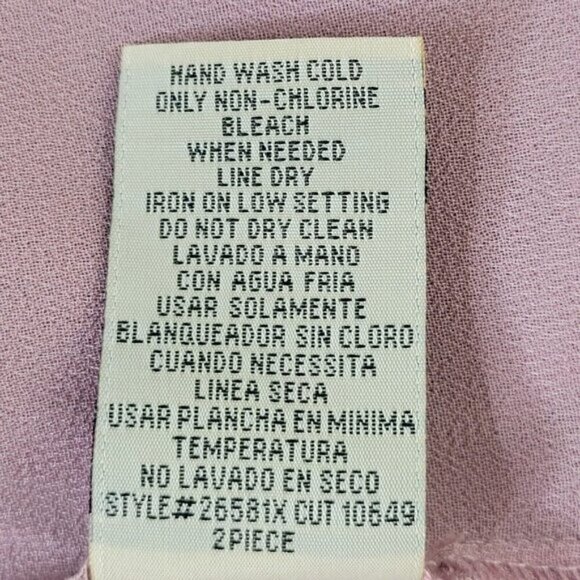 HAND WASH COLD
ONLY NON-CHLORINE
BLEACH
WHEN NEEDED
LINE DRY
IRON ON LOW SETTING
DO NOT DRY CLEAN
LAVADO A MANO
CON AGUA FRIA
USAR SOLAMENTE
BLANQUEADOR SIN CLORO
CUANDO NECESSITA
LINEA SECA
USAR PLANCHA EN MINIMA
TEMPERATURA
NO LAVADO EN SECO
STYLE# 26581X CUT 10649
2PIECE